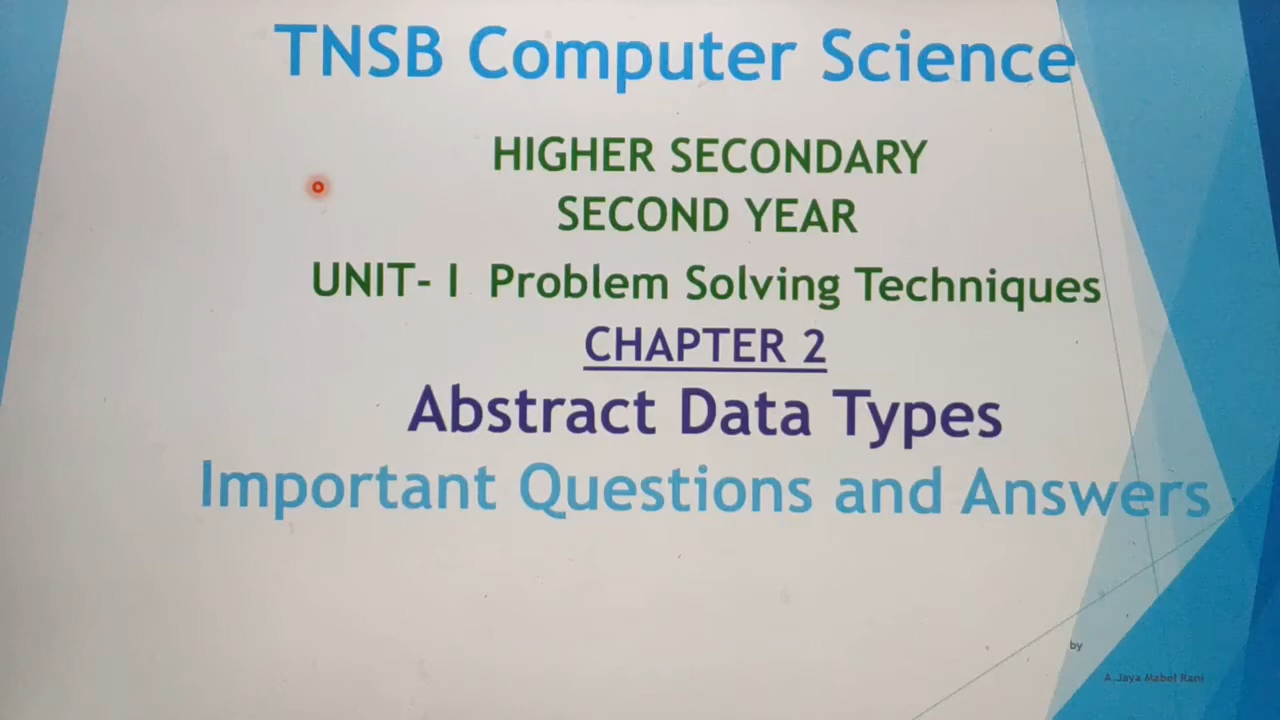 TNSB Computer Science
HIGHER SECONDARY
SECOND YEAR
UNIT- I Problem Solving Techniques
CHAPTER 2
Abstract Data Types
Important Questions and Answers
by
A.Jaya Mabel Rani